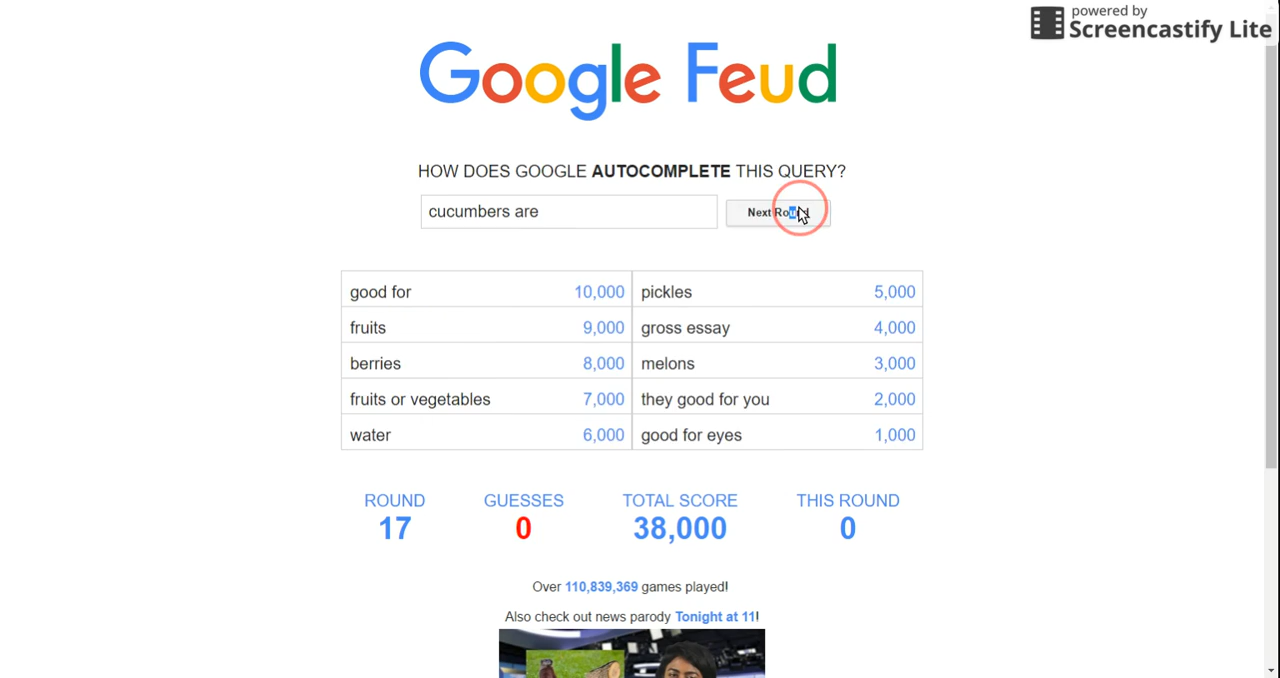 powered by
Screencastify Lite
Google Feud
HOW DOES GOOGLE AUTOCOMPLETE THIS QUERY?
cucumbers are
Next Round
good for 10,000 pickles 5,000
fruits 9,000 gross essay 4,000
berries 8,000 melons 3,000
fruits or vegetables 7,000 they good for you 2,000
water 6,000 good for eyes 1,000
ROUND GUESSES TOTAL SCORE THIS ROUND
17 0 38,000 0
Over 110,839,369 games played!
Also check out news parody Tonight at 11!